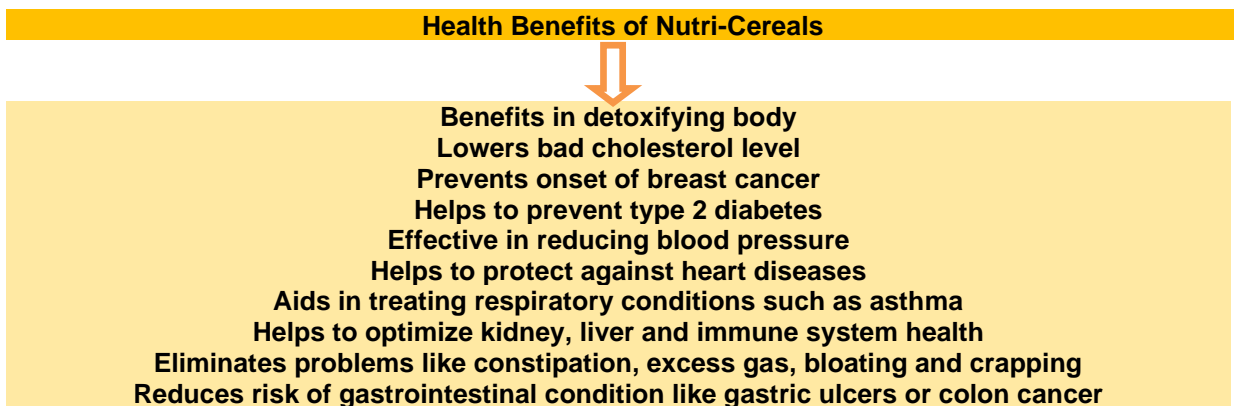 Health Benefits of Nutri-Cereals
Benefits in detoxifying body
Lowers bad cholesterol level
Prevents onset of breast cancer
Helps to prevent type 2 diabetes
Effective in reducing blood pressure
Helps to protect against heart diseases
Aids in treating respiratory conditions such as asthma
Helps to optimize kidney, liver and immune system health
Eliminates problems like constipation, excess gas, bloating and crapping
Reduces risk of gastrointestinal condition like gastric ulcers or colon cancer